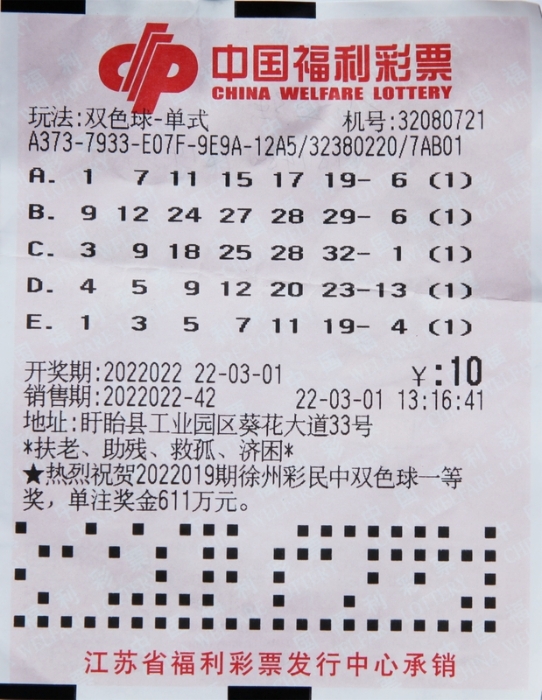 中国福利彩票
CHINA WELFARE LOTTERY
玩法:双色球-单式 机号:32080721
A373-7933-E07F-9E9A-12A5/32380220/7AB01
A. 1 7 11 15 17 19- 6 (1)
B. 9 12 24 27 28 29- 6 (1)
C. 3 9 18 25 28 32- 1 (1)
D. 4 5 9 12 20 23-13 (1)
E. 1 3 5 7 11 19- 4 (1)
开奖期:2022022 22-03-01 ¥:10
销售期:2022022-42 22-03-01 13:16:41
地址:盱眙县工业园区葵花大道33号
*扶老、助残、救孤、济困*
★热烈祝贺2022019期徐州彩民中双色球一等
奖，单注奖金611万元。
江苏省福利彩票发行中心承销